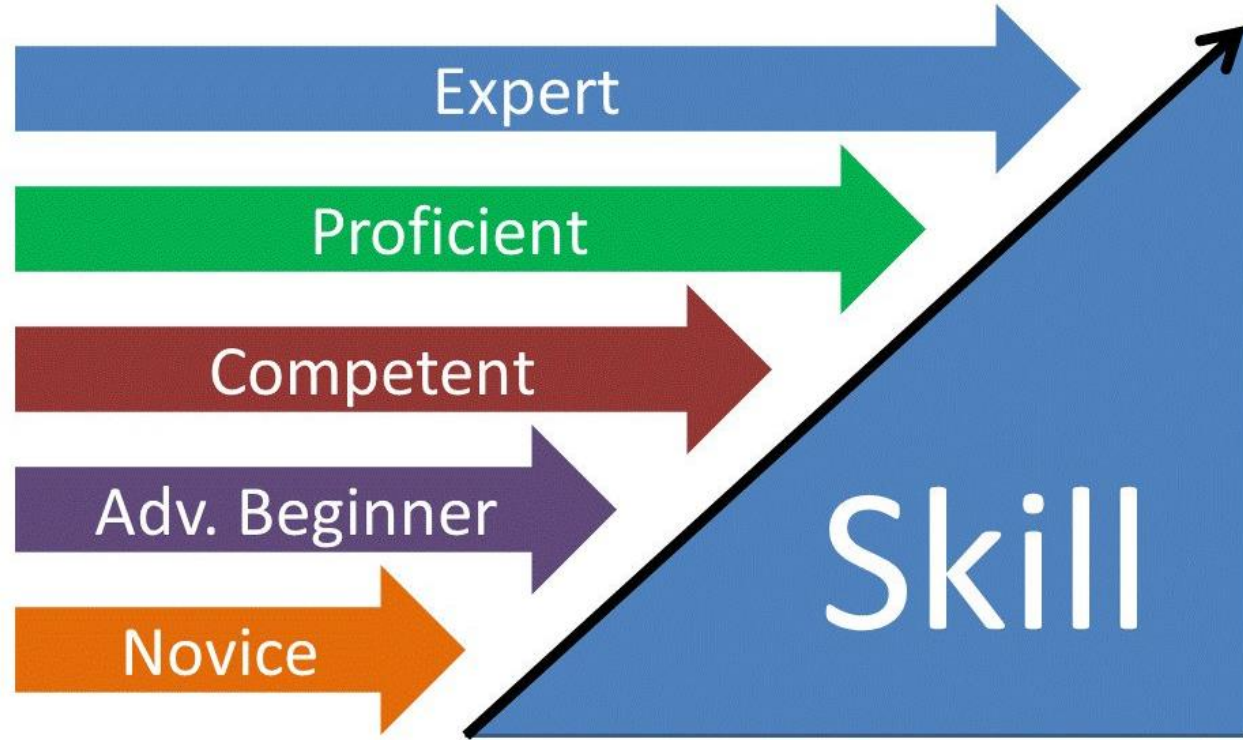 Expert
Proficient
Competent
Adv. Beginner
Novice
Skill